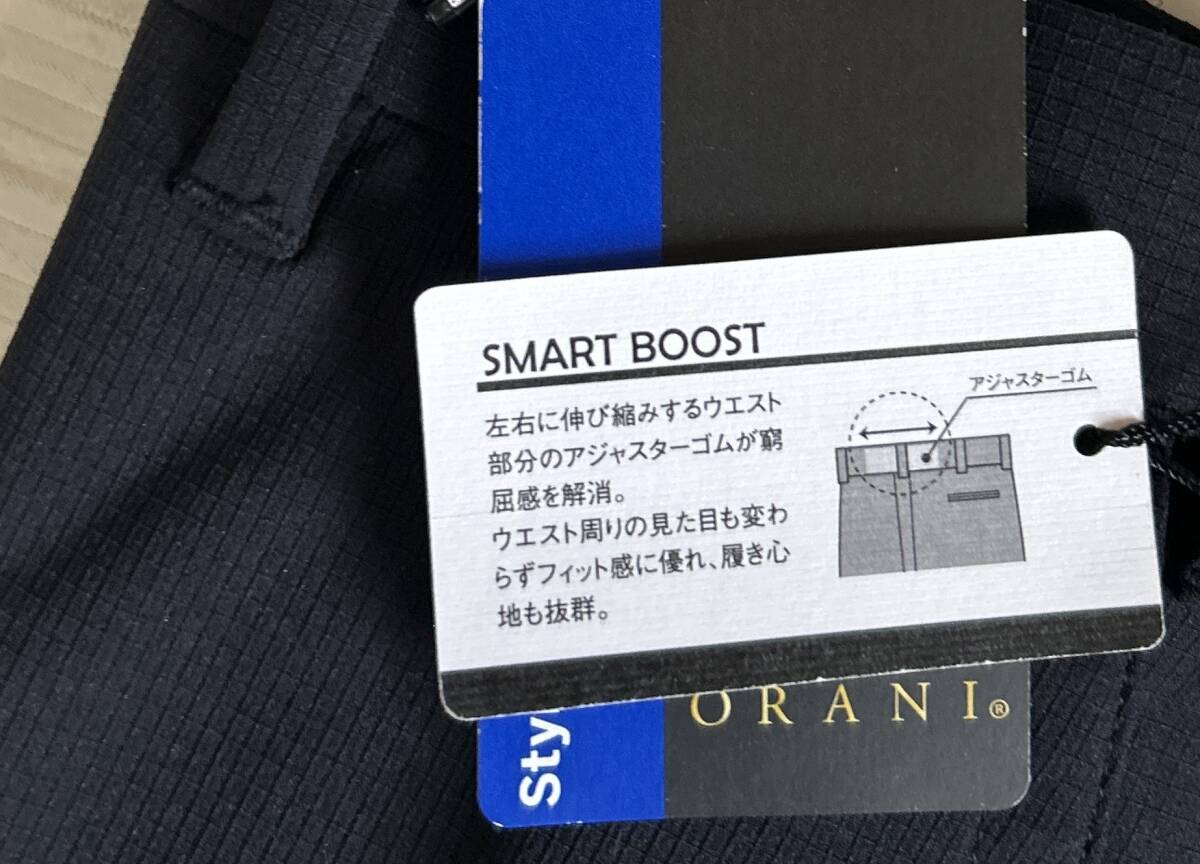 SMART BOOST
左右に伸び縮みするウエスト
部分のアジャスターゴムが窮
屈感を解消。
ウエスト周りの見た目も変わ
らずフィット感に優れ、履き心
地も抜群。
アジャスターゴム
ORANI®